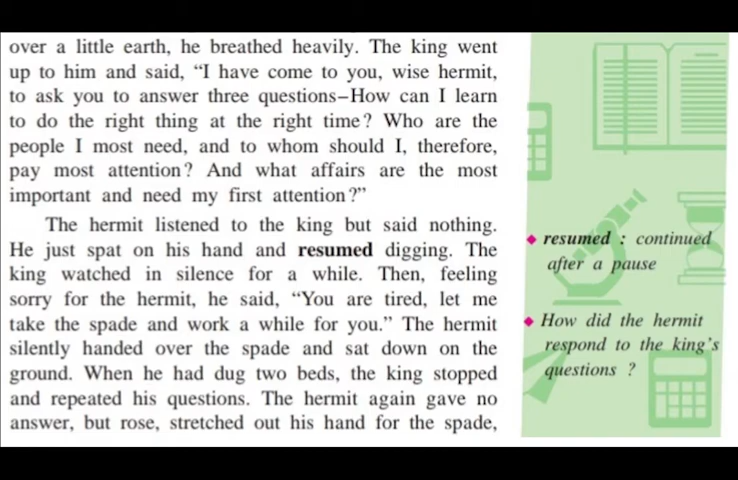 over a little earth, he breathed heavily. The king went
up to him and said, “I have come to you, wise hermit,
to ask you to answer three questions–How can I learn
to do the right thing at the right time? Who are the
people I most need, and to whom should I, therefore,
pay most attention? And what affairs are the most
important and need my first attention?”
The hermit listened to the king but said nothing.
He just spat on his hand and resumed digging. The
king watched in silence for a while. Then, feeling
sorry for the hermit, he said, “You are tired, let me
take the spade and work a while for you.” The hermit
silently handed over the spade and sat down on the
ground. When he had dug two beds, the king stopped
and repeated his questions. The hermit again gave no
answer, but rose, stretched out his hand for the spade,
◆ resumed : continued
after a pause
◆ How did the hermit
respond to the king's
questions ?